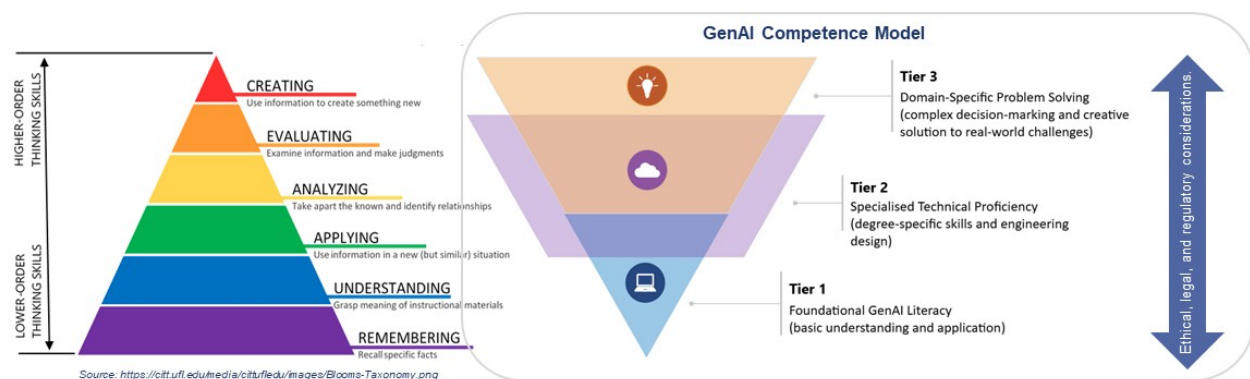 HIGHER-ORDER
THINKING SKILLS
LOWER-ORDER
THINKING SKILLS
CREATING
Use information to create something new
EVALUATING
Examine information and make judgments
ANALYZING
Take apart the known and identify relationships
APPLYING
Use information in a new (but similar) situation
UNDERSTANDING
Grasp meaning of instructional materials
REMEMBERING
Recall specific facts
Source: https://citt.ufl.edu/media/cittufledu/images/Blooms-Taxonomy.png
GenAI Competence Model
Tier 3
Domain-Specific Problem Solving
(complex decision-marking and creative
solution to real-world challenges)
Tier 2
Specialised Technical Proficiency
(degree-specific skills and engineering
design)
Tier 1
Foundational GenAI Literacy
(basic understanding and application)
Ethical, legal, and regulatory considerations.